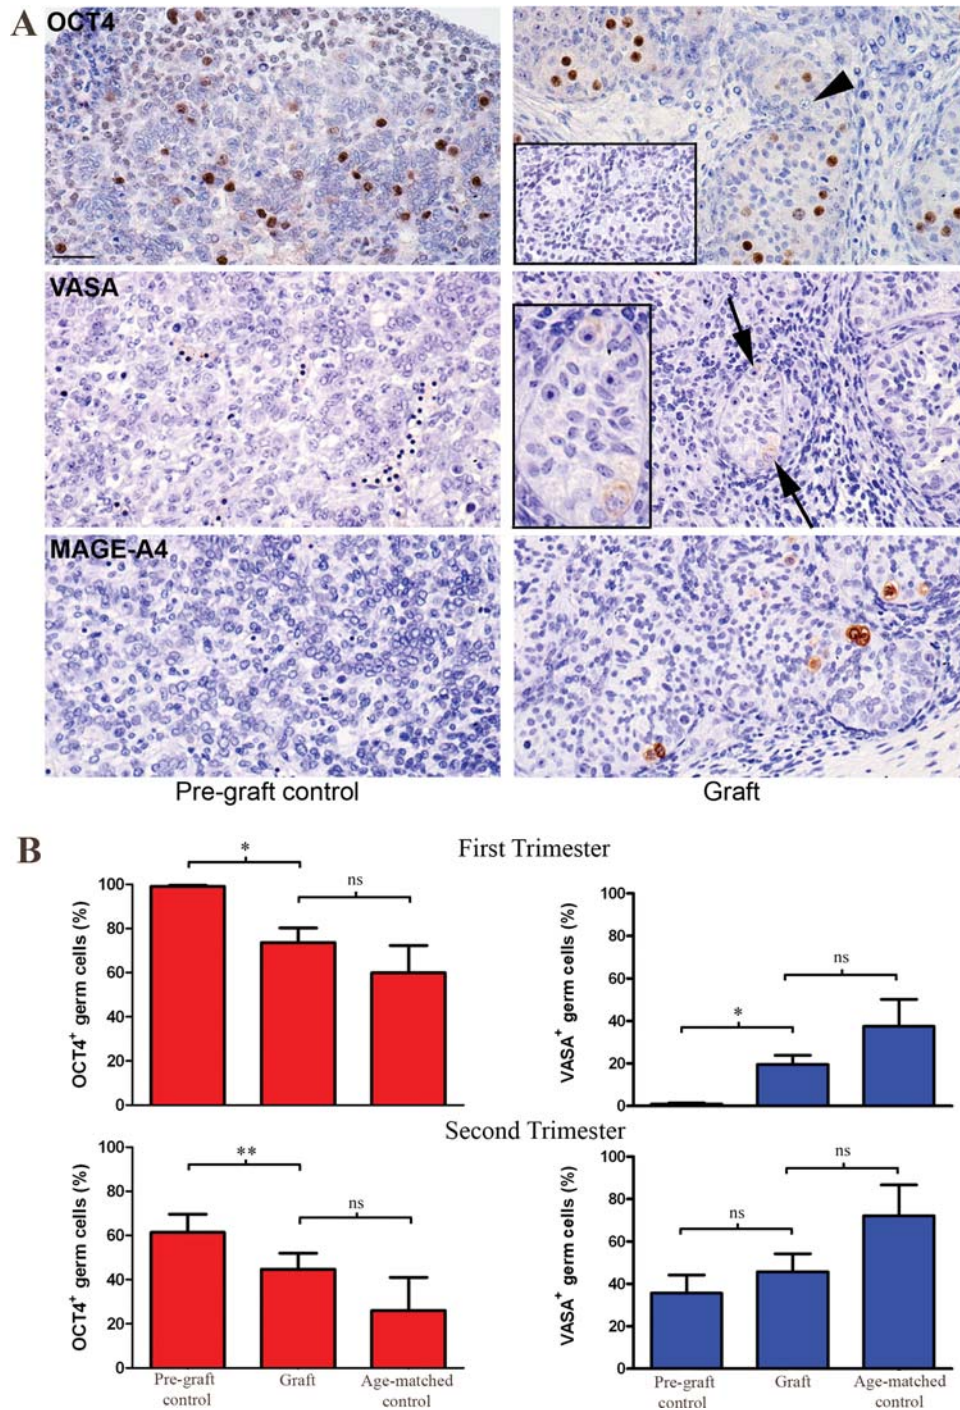 A
OCT4
VASA
MAGE-A4
Pre-graft control
Graft
B
First Trimester
OCT4+ germ cells (%)
100
80
60
40
20
0
*
ns
VASA+ germ cells (%)
100
80
60
40
20
0
*
ns
Second Trimester
OCT4+ germ cells (%)
100
80
60
40
20
0
**
ns
Pre-graft control
Graft
Age-matched control
VASA+ germ cells (%)
100
80
60
40
20
0
ns
ns
Pre-graft control
Graft
Age-matched control